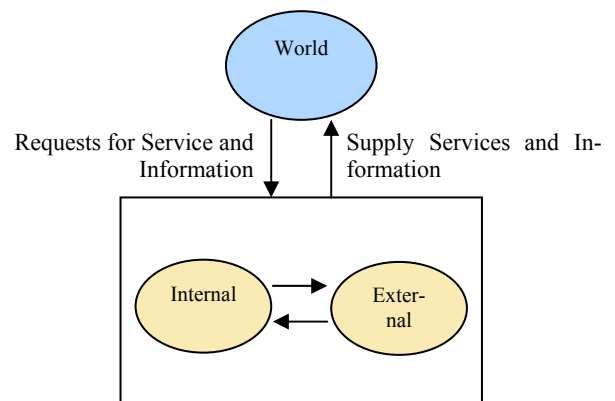 World
Requests for Service and
Information
Supply Services and In-
formation
Internal
Exter-
nal